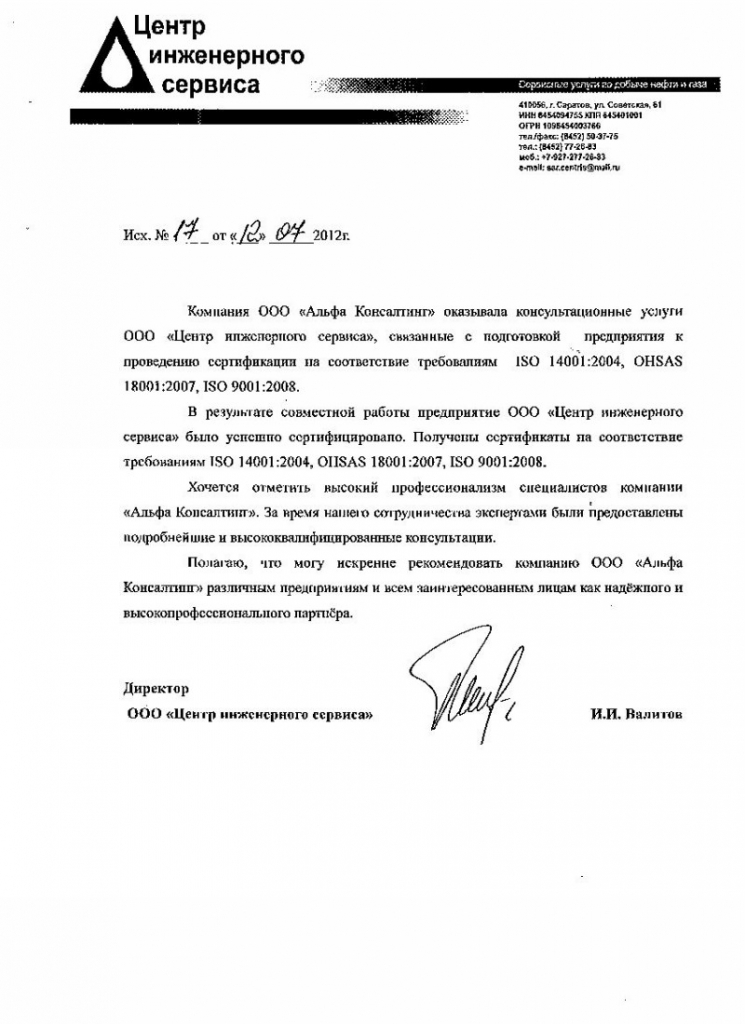 Центр
инженерного
сервиса
Сервисные услуги по добыче нефти и газа
410056, г. Саратов, ул. Советская, 61
ИНН 6454094755 КПП 645401001
ОГРН 1096454003766
тел./факс: (8452) 50-37-75
тел.: (8452) 77-26-83
моб.: +7-927-277-26-83
e-mail: sar.centris@mail.ru
Исх. № 17 от «12» 07 2012г.
Компания ООО «Альфа Консалтинг» оказывала консультационные услуги
ООО «Центр инженерного сервиса», связанные с подготовкой предприятия к
проведению сертификации на соответствие требованиям ISO 14001:2004, OHSAS
18001:2007, ISO 9001:2008.
В результате совместной работы предприятие ООО «Центр инженерного
сервиса» было успешно сертифицировано. Получены сертификаты на соответствие
требованиям ISO 14001:2004, OHSAS 18001:2007, ISO 9001:2008.
Хочется отметить высокий профессионализм специалистов компании
«Альфа Консалтинг». За время нашего сотрудничества экспертами были предоставлены
подробнейшие и высококвалифицированные консультации.
Полагаю, что могу искренне рекомендовать компанию ООО «Альфа
Консалтинг» различным предприятиям и всем заинтересованным лицам как надёжного и
высокопрофессионального партнёра.
Директор
ООО «Центр инженерного сервиса» И.И. Валитов